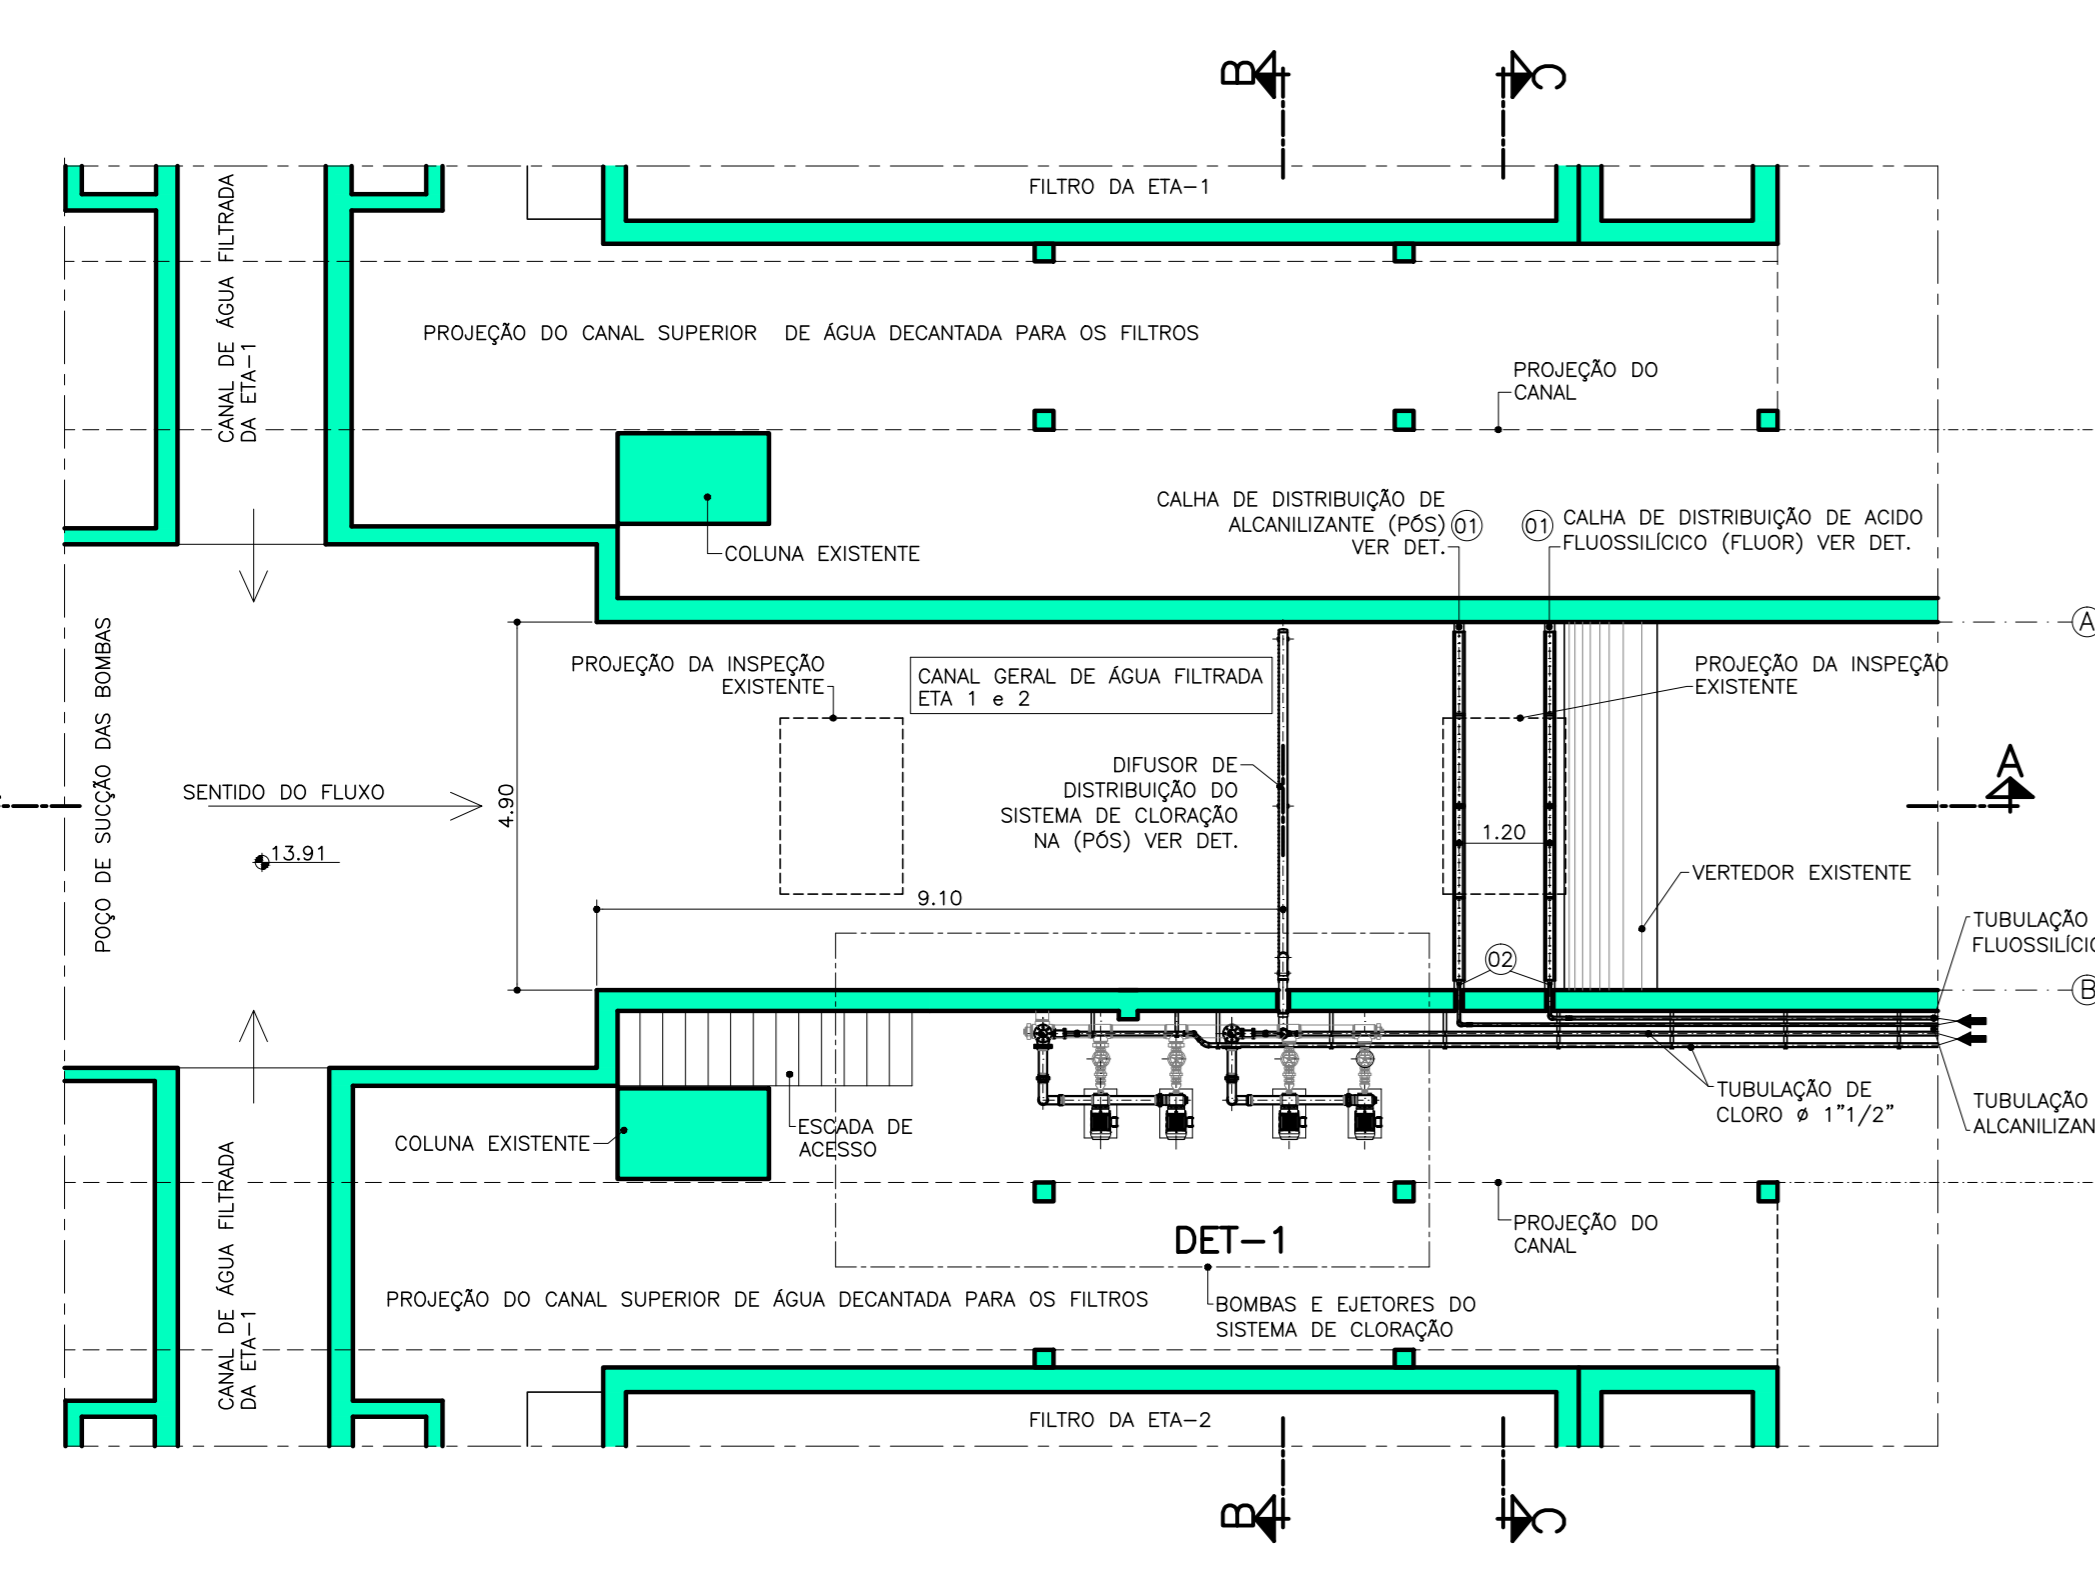 B
C
FILTRO DA ETA-1
CANAL DE ÁGUA FILTRADA
DA ETA-1
PROJEÇÃO DO CANAL SUPERIOR DE ÁGUA DECANTADA PARA OS FILTROS
PROJEÇÃO DO
CANAL
COLUNA EXISTENTE
CALHA DE DISTRIBUIÇÃO DE
ALCANILIZANTE (PÓS)
VER DET.
01
01
CALHA DE DISTRIBUIÇÃO DE ACIDO
FLUOSSILÍCICO (FLUOR) VER DET.
A
POÇO DE SUCÇÃO DAS BOMBAS
PROJEÇÃO DA INSPEÇÃO
EXISTENTE
CANAL GERAL DE ÁGUA FILTRADA
ETA 1 e 2
PROJEÇÃO DA INSPEÇÃO
EXISTENTE
SENTIDO DO FLUXO
4.90
DIFUSOR DE
DISTRIBUIÇÃO DO
SISTEMA DE CLORAÇÃO
NA (PÓS) VER DET.
A
1.20
13.91
VERTEDOR EXISTENTE
9.10
02
TUBULAÇÃO
FLUOSSILÍCIC
B
TUBULAÇÃO DE
CLORO ø 1"1/2"
TUBULAÇÃO
ALCANILIZAN
COLUNA EXISTENTE
ESCADA DE
ACESSO
CANAL DE ÁGUA FILTRADA
DA ETA-1
DET-1
PROJEÇÃO DO
CANAL
PROJEÇÃO DO CANAL SUPERIOR DE ÁGUA DECANTADA PARA OS FILTROS
BOMBAS E EJETORES DO
SISTEMA DE CLORAÇÃO
FILTRO DA ETA-2
B
C